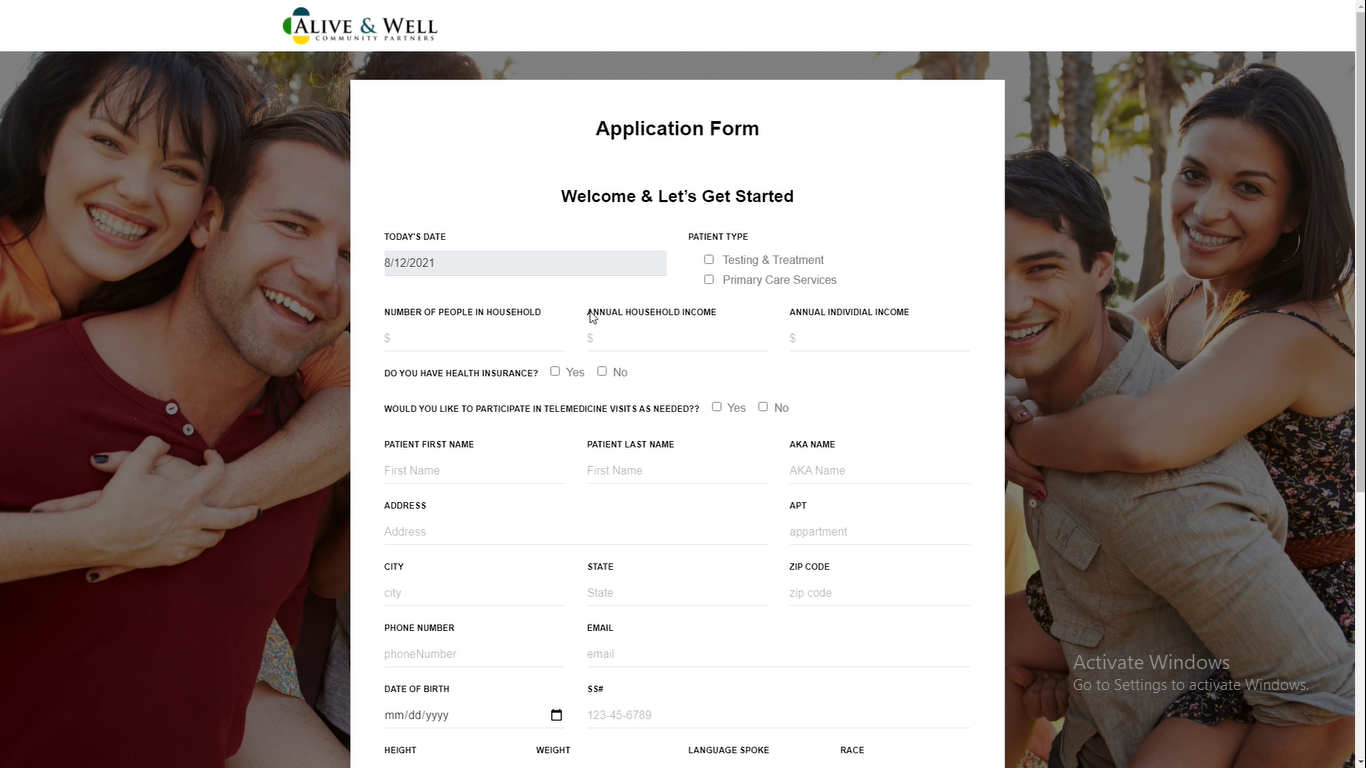 ALIVE & WELL
COMMUNITY PARTNERS
Application Form
Welcome & Let’s Get Started
TODAY'S DATE
PATIENT TYPE
8/12/2021
Testing & Treatment
Primary Care Services
NUMBER OF PEOPLE IN HOUSEHOLD
ANNUAL HOUSEHOLD INCOME
ANNUAL INDIVIDIAL INCOME
$
$
$
DO YOU HAVE HEALTH INSURANCE? Yes No
WOULD YOU LIKE TO PARTICIPATE IN TELEMEDICINE VISITS AS NEEDED?? Yes No
PATIENT FIRST NAME
PATIENT LAST NAME
AKA NAME
First Name
First Name
AKA Name
ADDRESS
APT
Address
appartment
CITY
STATE
ZIP CODE
city
State
zip code
PHONE NUMBER
EMAIL
phoneNumber
email
DATE OF BIRTH
SS#
mm/dd/yyyy
123-45-6789
HEIGHT
WEIGHT
LANGUAGE SPOKE
RACE
Activate Windows
Go to Settings to activate Windows.